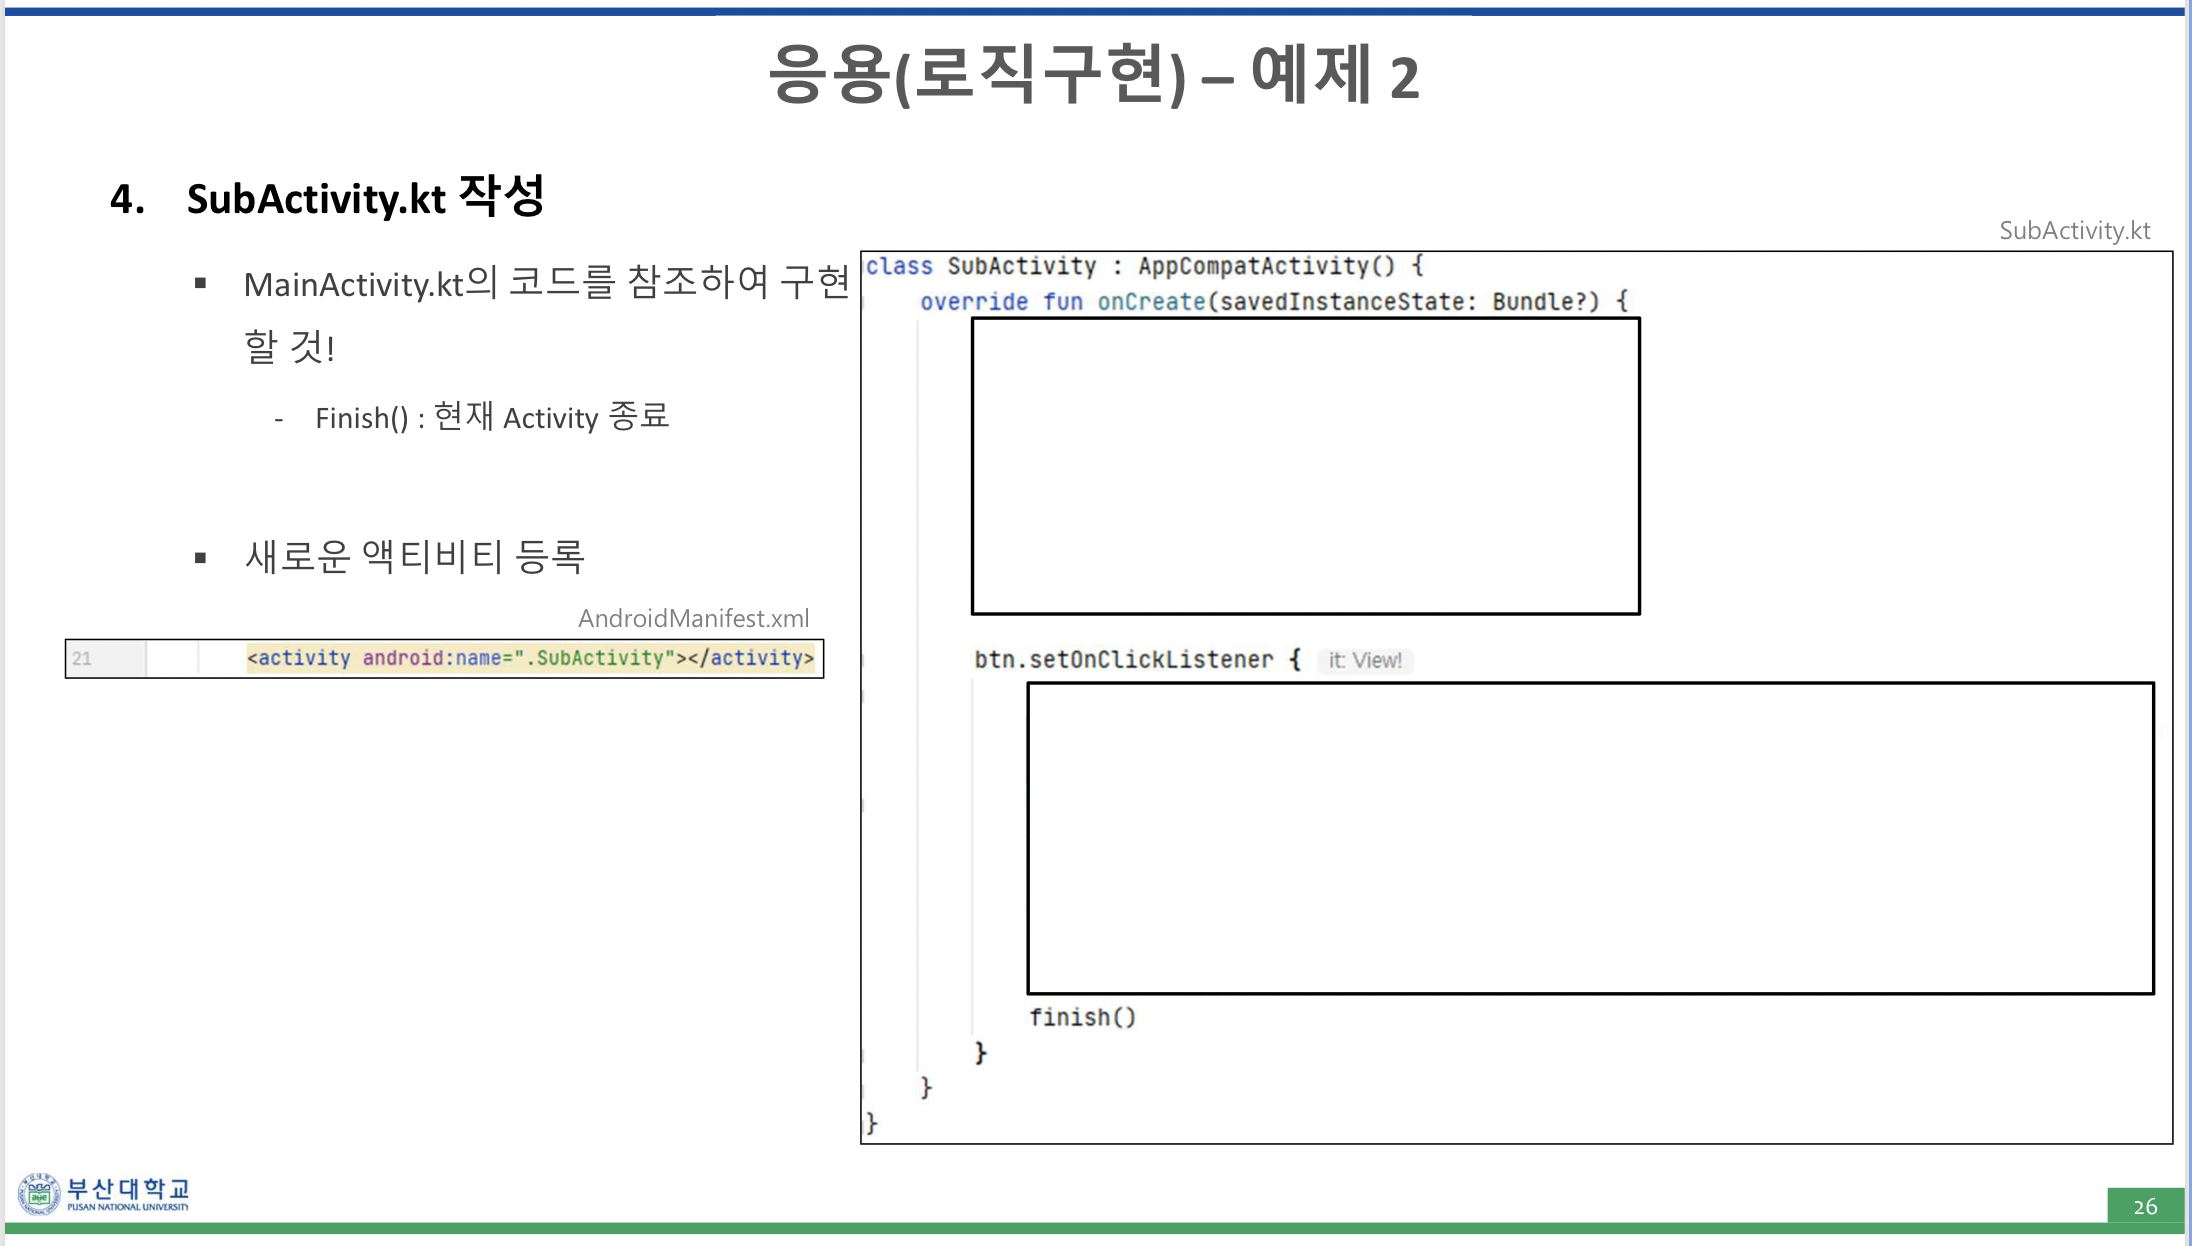 응용(로직구현) – 예제 2
4. SubActivity.kt 작성
▪ MainActivity.kt의 코드를 참조하여 구현
할 것!
- Finish() : 현재 Activity 종료
▪ 새로운 액티비티 등록
AndroidManifest.xml
21 <activity android:name=".SubActivity"></activity>
SubActivity.kt
class SubActivity : AppCompatActivity() {
override fun onCreate(savedInstanceState: Bundle?) {
btn.setOnClickListener { it: View!
finish()
}
}
}
부산대학교
PUSAN NATIONAL UNIVERSITY
26